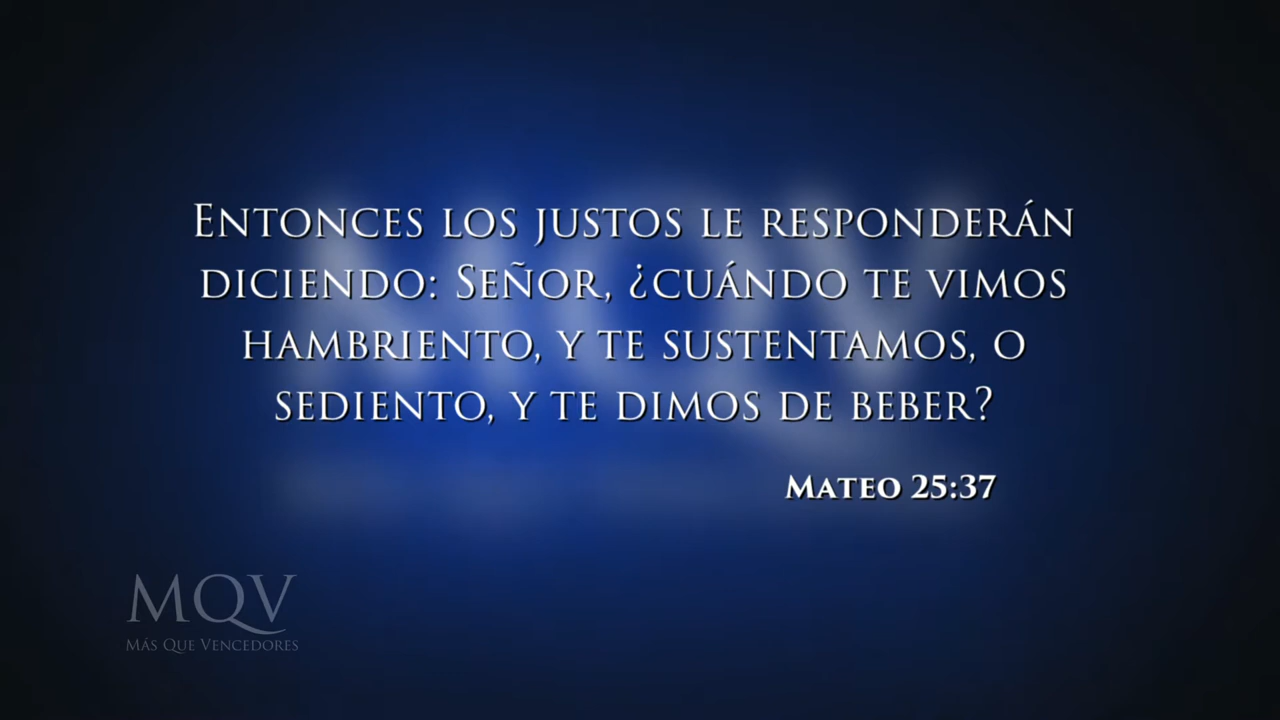 Entonces los justos le responderán
diciendo: Señor, ¿cuándo te vimos
hambriento, y te sustentamos, o
sediento, y te dimos de beber?
Mateo 25:37
MQV
Más Que Vencedores